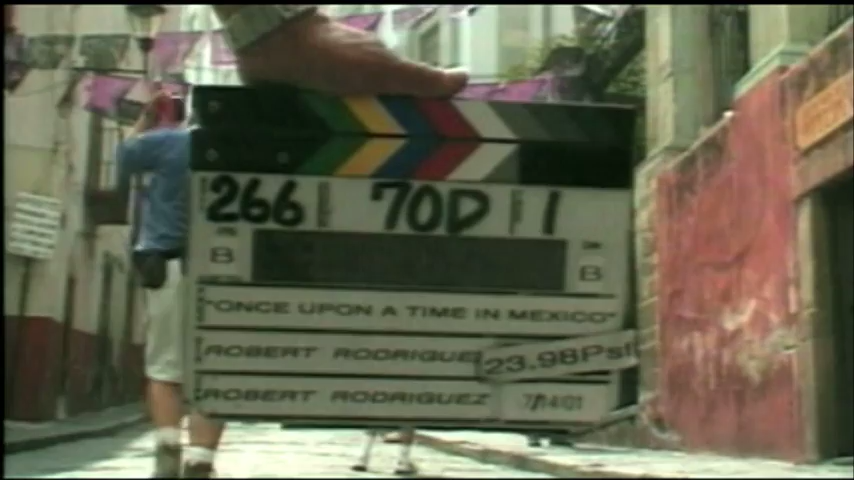 266 70D 1
B B
"ONCE UPON A TIME IN MEXICO"
ROBERT RODRIGUE 23.98Psf
ROBERT RODRIGUEZ 7/14/01